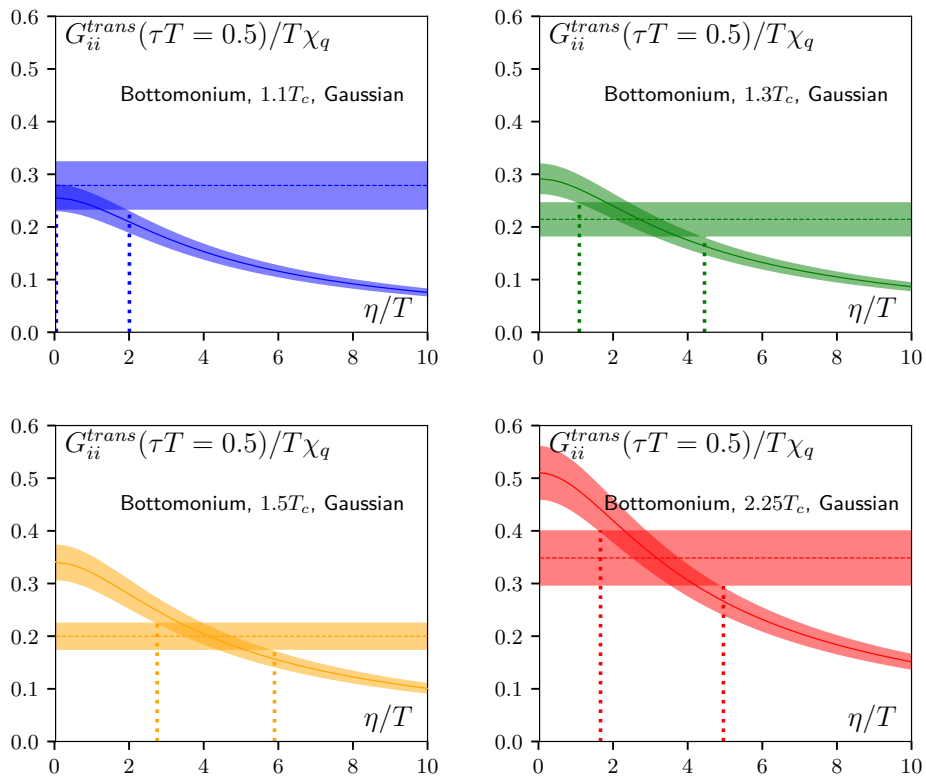 0.6
0.5
0.4
0.3
0.2
0.1
0.0
0 2 4 6 8 10
G_{ii}^{trans}(τT = 0.5)/Tχ_q
Bottomonium, 1.1T_c, Gaussian
η/T
0.6
0.5
0.4
0.3
0.2
0.1
0.0
0 2 4 6 8 10
G_{ii}^{trans}(τT = 0.5)/Tχ_q
Bottomonium, 1.3T_c, Gaussian
η/T
0.6
0.5
0.4
0.3
0.2
0.1
0.0
0 2 4 6 8 10
G_{ii}^{trans}(τT = 0.5)/Tχ_q
Bottomonium, 1.5T_c, Gaussian
η/T
0.6
0.5
0.4
0.3
0.2
0.1
0.0
0 2 4 6 8 10
G_{ii}^{trans}(τT = 0.5)/Tχ_q
Bottomonium, 2.25T_c, Gaussian
η/T